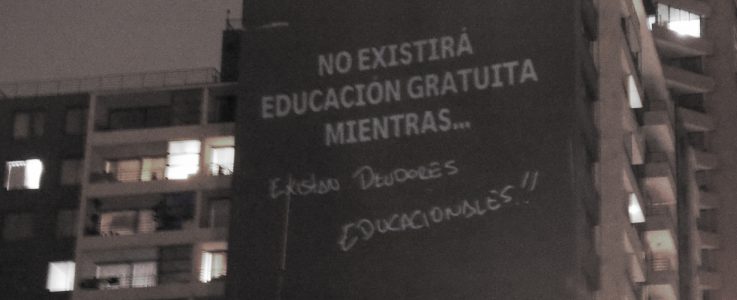 NO EXISTIRÁ
EDUCACIÓN GRATUITA
MIENTRAS...
EXISTAN DEUDORES
EDUCACIONALES!!